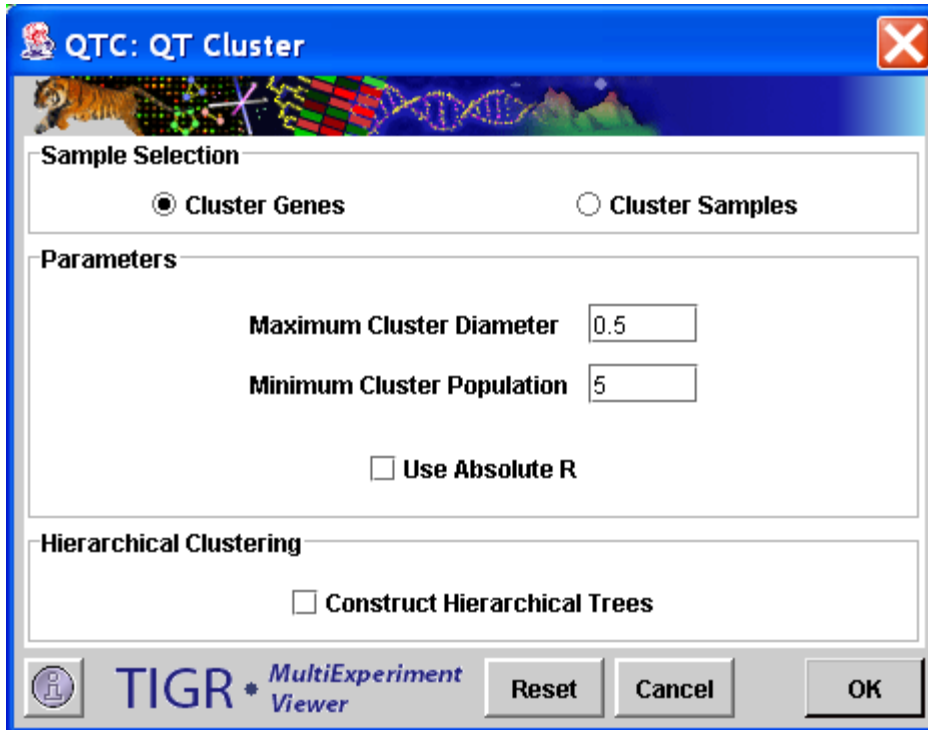 QTC: QT Cluster
Sample Selection
Cluster Genes Cluster Samples
Parameters
Maximum Cluster Diameter 0.5
Minimum Cluster Population 5
Use Absolute R
Hierarchical Clustering
Construct Hierarchical Trees
TIGR • MultiExperiment
Viewer
Reset Cancel OK